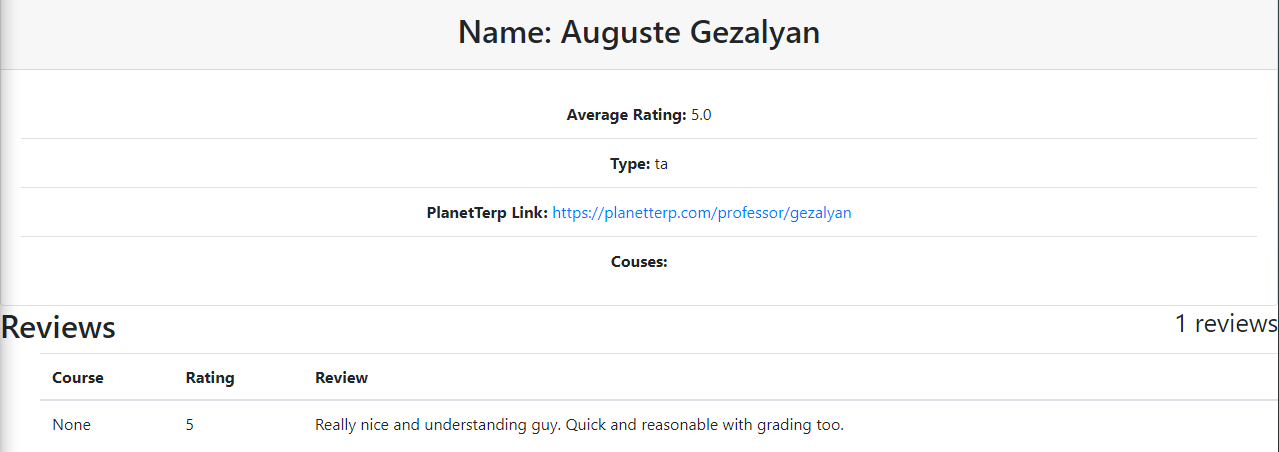 Name: Auguste Gezalyan
Average Rating: 5.0
Type: ta
PlanetTerp Link: https://planetterp.com/professor/gezalyan
Couses:
Reviews 1 reviews
Course Rating Review
None 5 Really nice and understanding guy. Quick and reasonable with grading too.